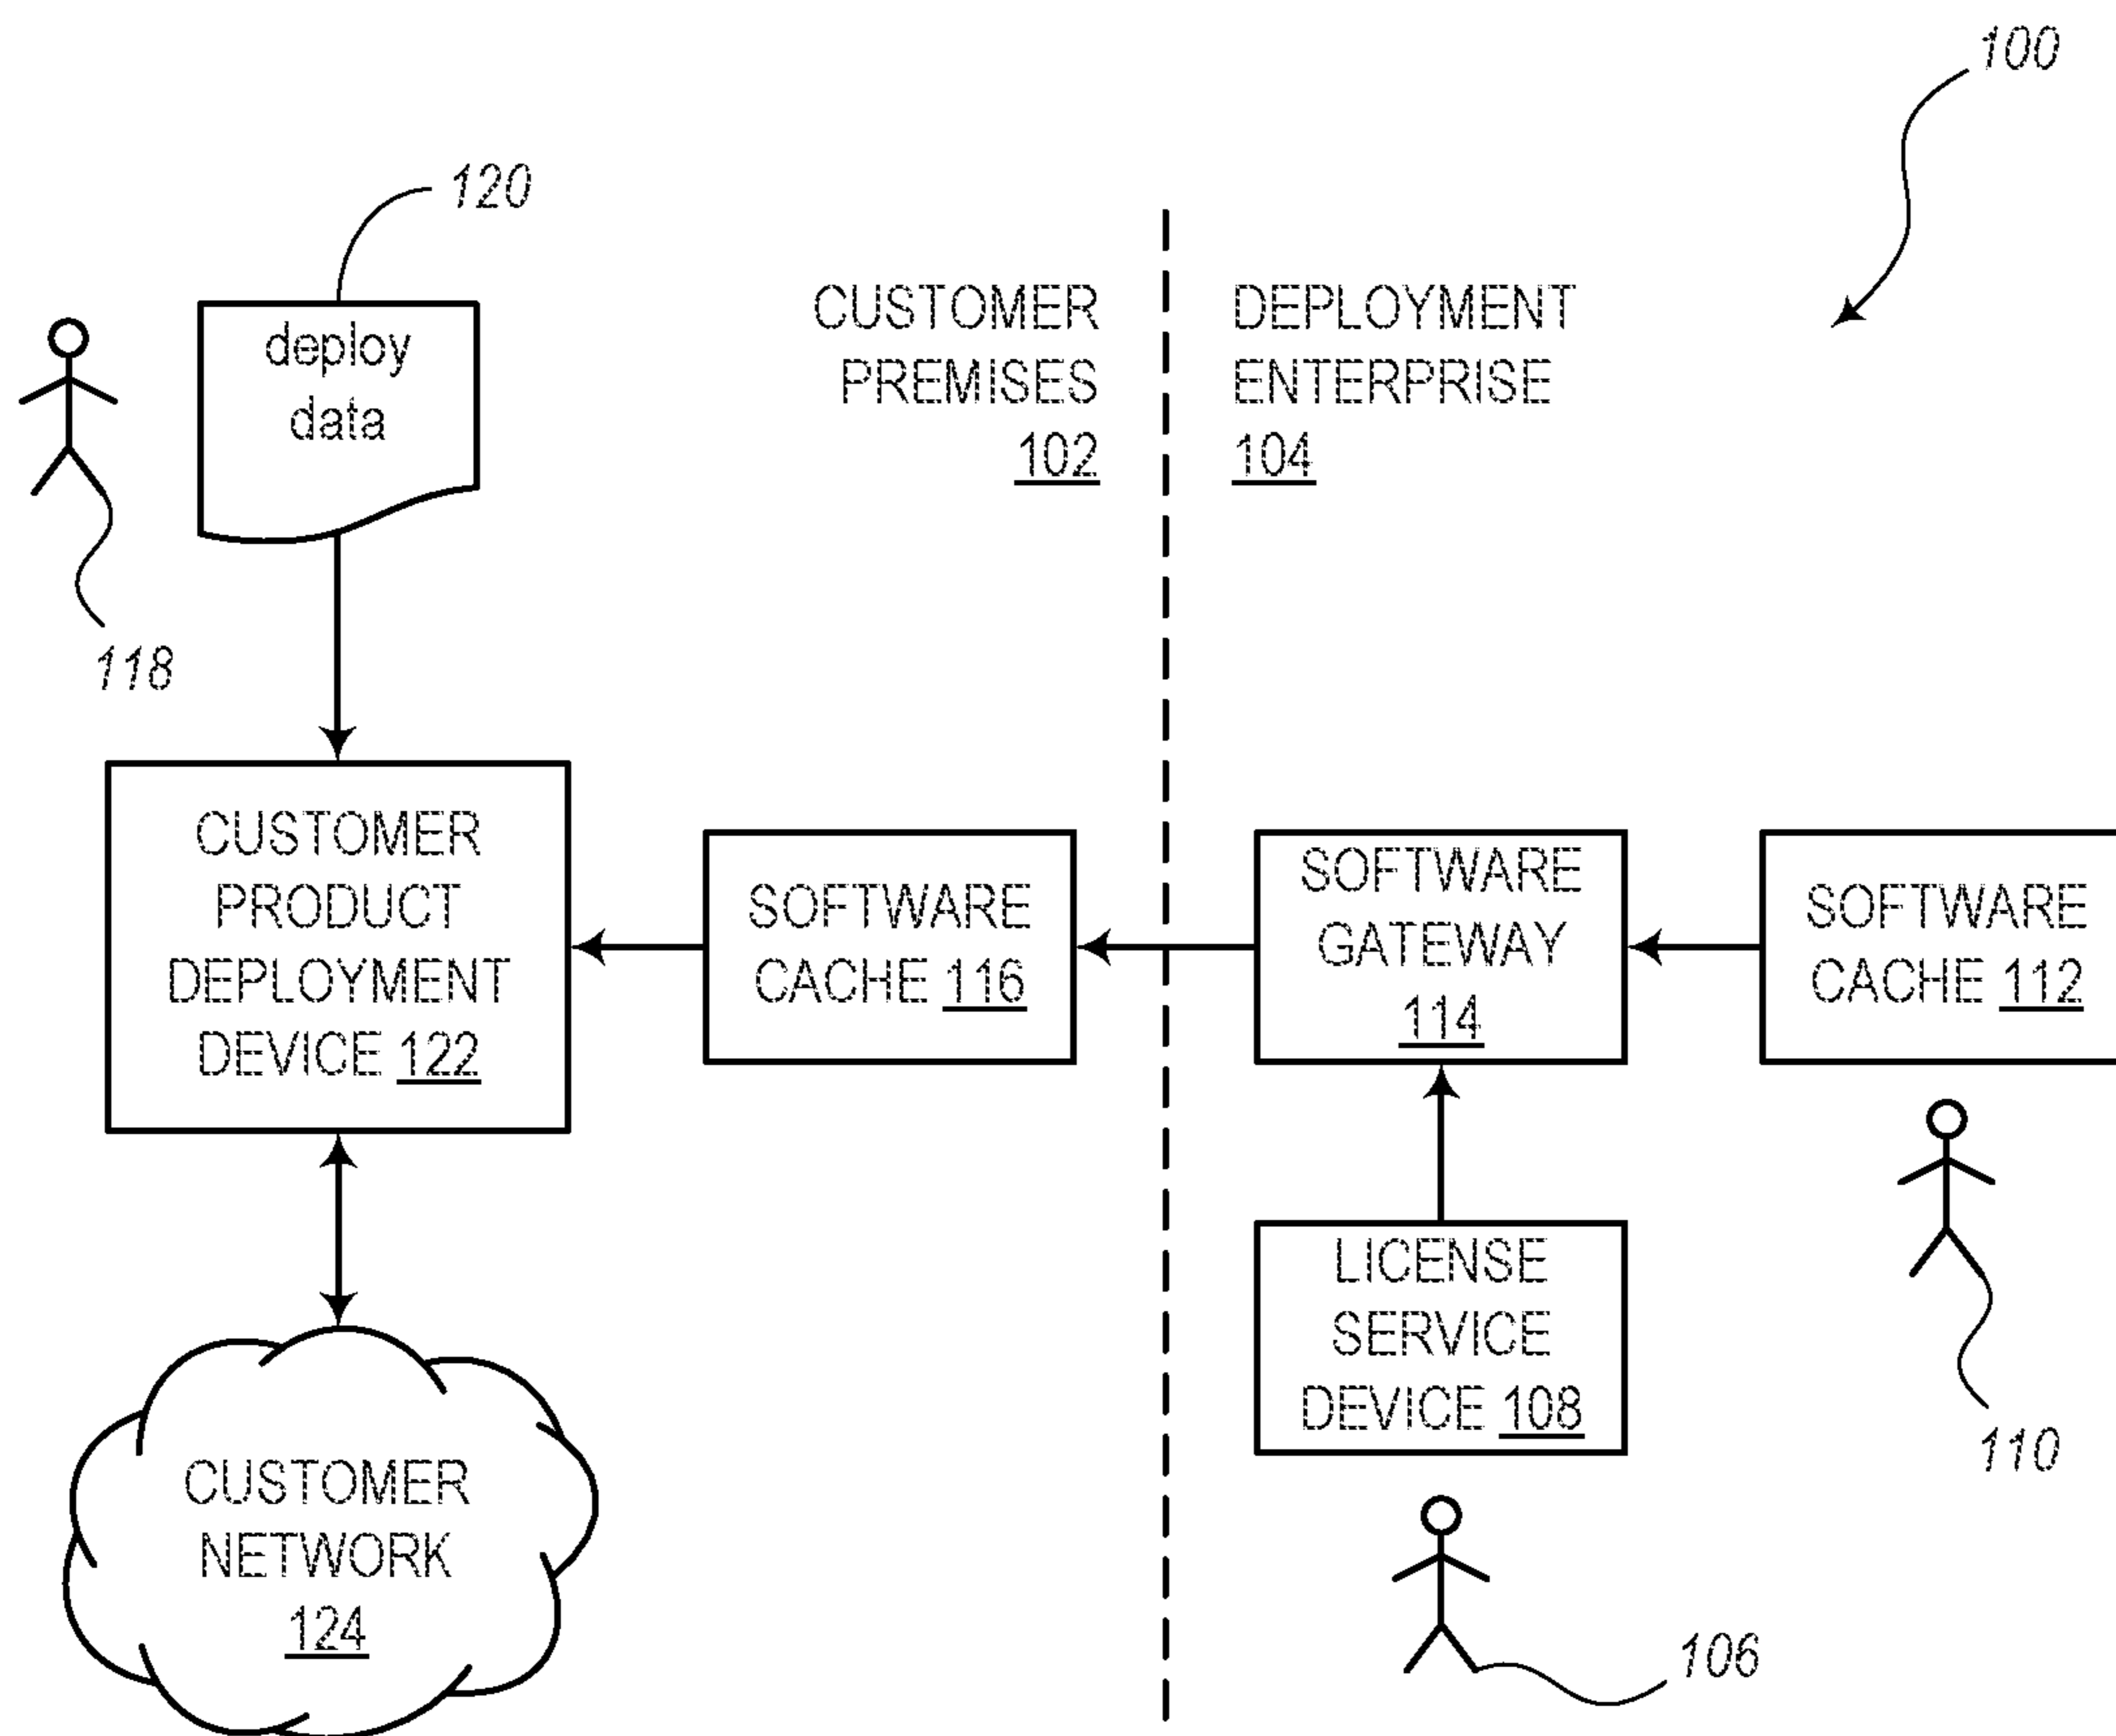 100
120
deploy
data
CUSTOMER
PREMISES
102
DEPLOYMENT
ENTERPRISE
104
118
CUSTOMER
PRODUCT
DEPLOYMENT
DEVICE 122
SOFTWARE
CACHE 116
SOFTWARE
GATEWAY
114
SOFTWARE
CACHE 112
LICENSE
SERVICE
DEVICE 108
110
CUSTOMER
NETWORK
124
106